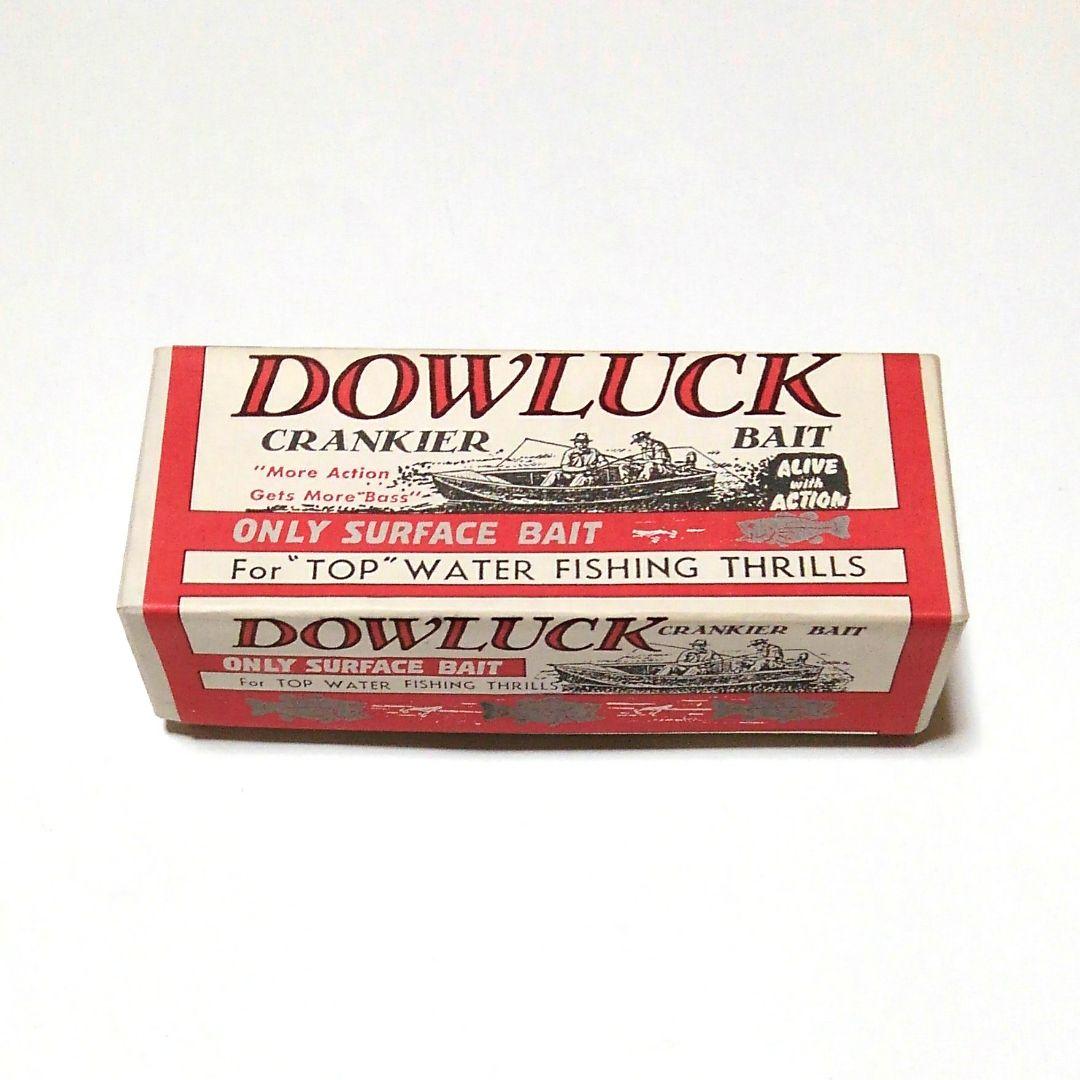 DOWLUCK
CRANKIER BAIT
"More Action
Gets More "Bass"
ALIVE
with
ACTION
ONLY SURFACE BAIT
For "TOP" WATER FISHING THRILLS
DOWLUCK CRANKIER BAIT
ONLY SURFACE BAIT
For TOP WATER FISHING THRILLS